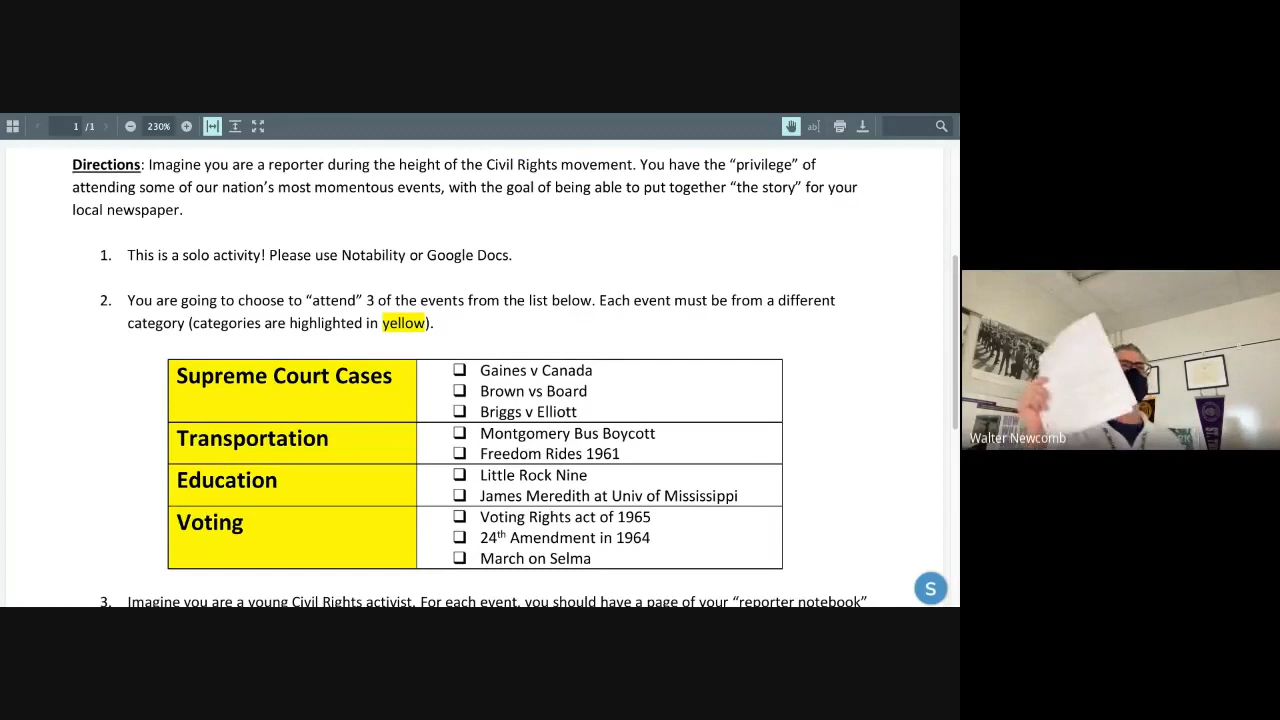 1 /1
230%
Directions: Imagine you are a reporter during the height of the Civil Rights movement. You have the “privilege” of
attending some of our nation’s most momentous events, with the goal of being able to put together “the story” for your
local newspaper.
1. This is a solo activity! Please use Notability or Google Docs.
2. You are going to choose to “attend” 3 of the events from the list below. Each event must be from a different
category (categories are highlighted in yellow).
Supreme Court Cases
Gaines v Canada
Brown vs Board
Briggs v Elliott
Transportation
Montgomery Bus Boycott
Freedom Rides 1961
Education
Little Rock Nine
James Meredith at Univ of Mississippi
Voting
Voting Rights act of 1965
24th Amendment in 1964
March on Selma
3. Imagine you are a young Civil Rights activist. For each event, you should have a page of your “reporter notebook”
S
Walter Newcomb